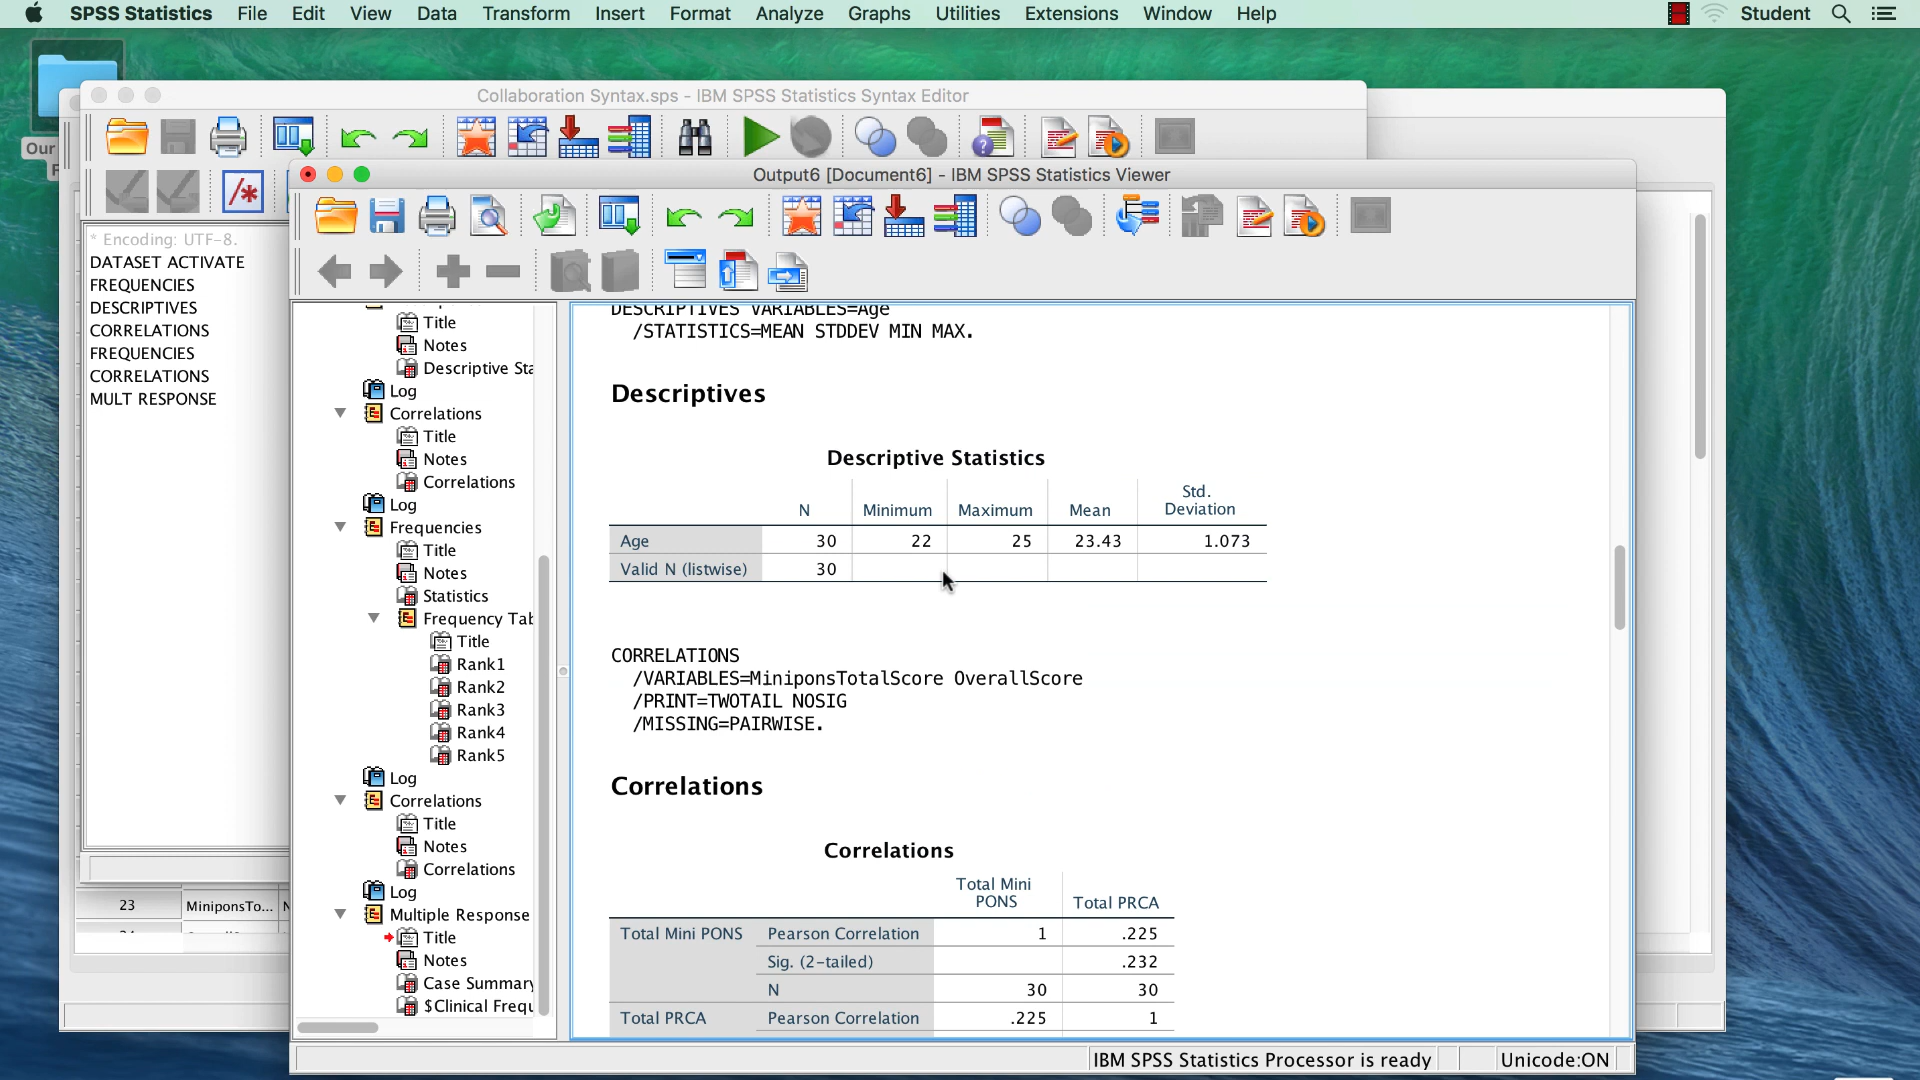 SPSS Statistics File Edit View Data Transform Insert Format Analyze Graphs Utilities Extensions Window Help Student
Our
Collaboration Syntax.sps - IBM SPSS Statistics Syntax Editor
Output6 [Document6] - IBM SPSS Statistics Viewer
* Encoding: UTF-8.
DATASET ACTIVATE
FREQUENCIES
DESCRIPTIVES
CORRELATIONS
FREQUENCIES
CORRELATIONS
MULT RESPONSE
23 MiniponsTo...
Title
Notes
Descriptive Sta
Log
Correlations
Title
Notes
Correlations
Log
Frequencies
Title
Notes
Statistics
Frequency Tab
Title
Rank1
Rank2
Rank3
Rank4
Rank5
Log
Correlations
Title
Notes
Correlations
Log
Multiple Response
Title
Notes
Case Summary
$Clinical Frequ
DESCRIPTIVES VARIABLES=Age
/STATISTICS=MEAN STDDEV MIN MAX.
Descriptives
Descriptive Statistics
N Minimum Maximum Mean Std. Deviation
Age 30 22 25 23.43 1.073
Valid N (listwise) 30
CORRELATIONS
/VARIABLES=MiniponsTotalScore OverallScore
/PRINT=TWOTAIL NOSIG
/MISSING=PAIRWISE.
Correlations
Correlations
Total Mini PONS Total PRCA
Total Mini PONS Pearson Correlation 1 .225
Sig. (2-tailed) .232
N 30 30
Total PRCA Pearson Correlation .225 1
IBM SPSS Statistics Processor is ready Unicode:ON